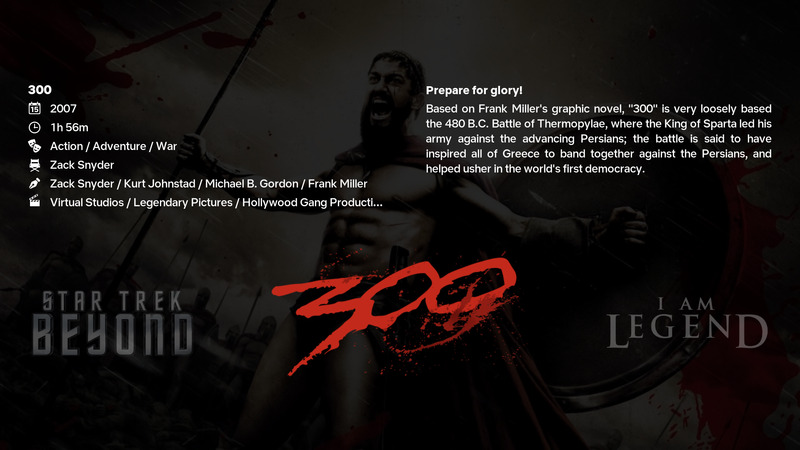 300
2007
1h 56m
Action / Adventure / War
Zack Snyder
Zack Snyder / Kurt Johnstad / Michael B. Gordon / Frank Miller
Virtual Studios / Legendary Pictures / Hollywood Gang Producti...
Prepare for glory!
Based on Frank Miller's graphic novel, "300" is very loosely based
the 480 B.C. Battle of Thermopylae, where the King of Sparta led his
army against the advancing Persians; the battle is said to have
inspired all of Greece to band together against the Persians, and
helped usher in the world's first democracy.
STAR TREK
BEYOND
300
I AM
LEGEND